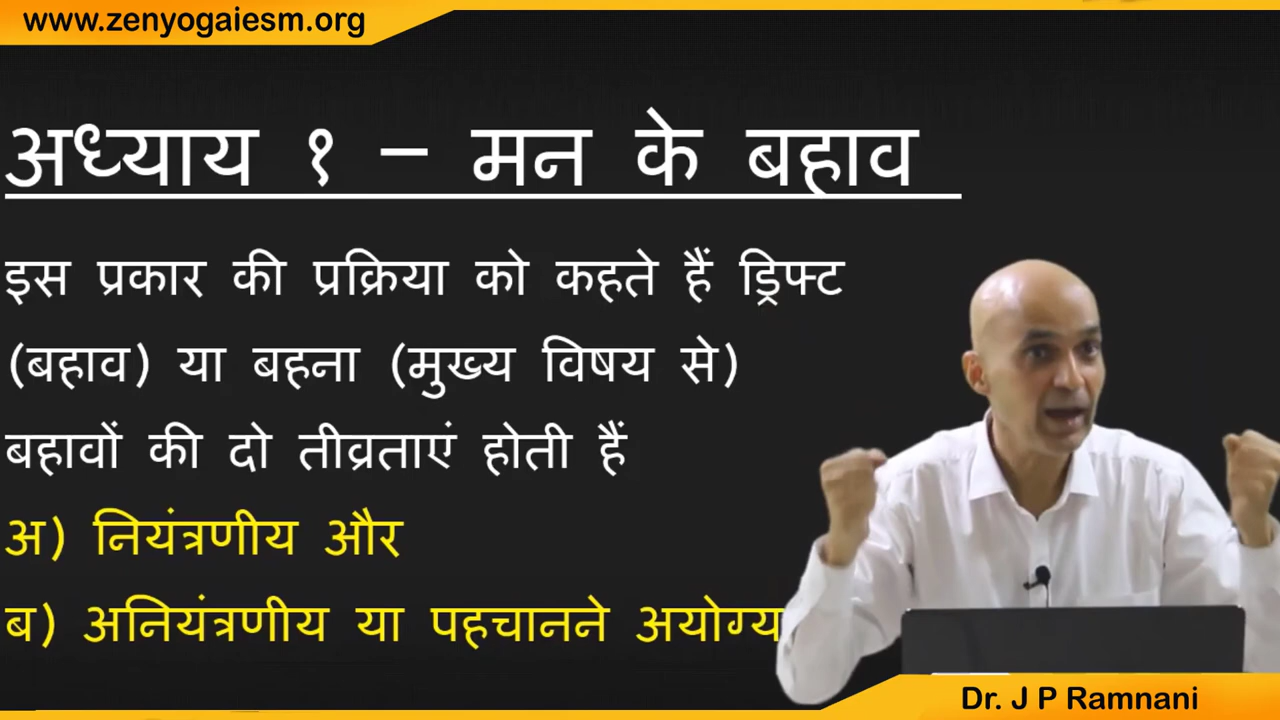 www.zenyogaiesm.org
अध्याय १ – मन के बहाव
इस प्रकार की प्रक्रिया को कहते हैं ड्रिफ्ट
(बहाव) या बहना (मुख्य विषय से)
बहावों की दो तीव्रताएं होती हैं
अ) नियंत्रणीय और
ब) अनियंत्रणीय या पहचानने अयोग्य
Dr. J P Ramnani